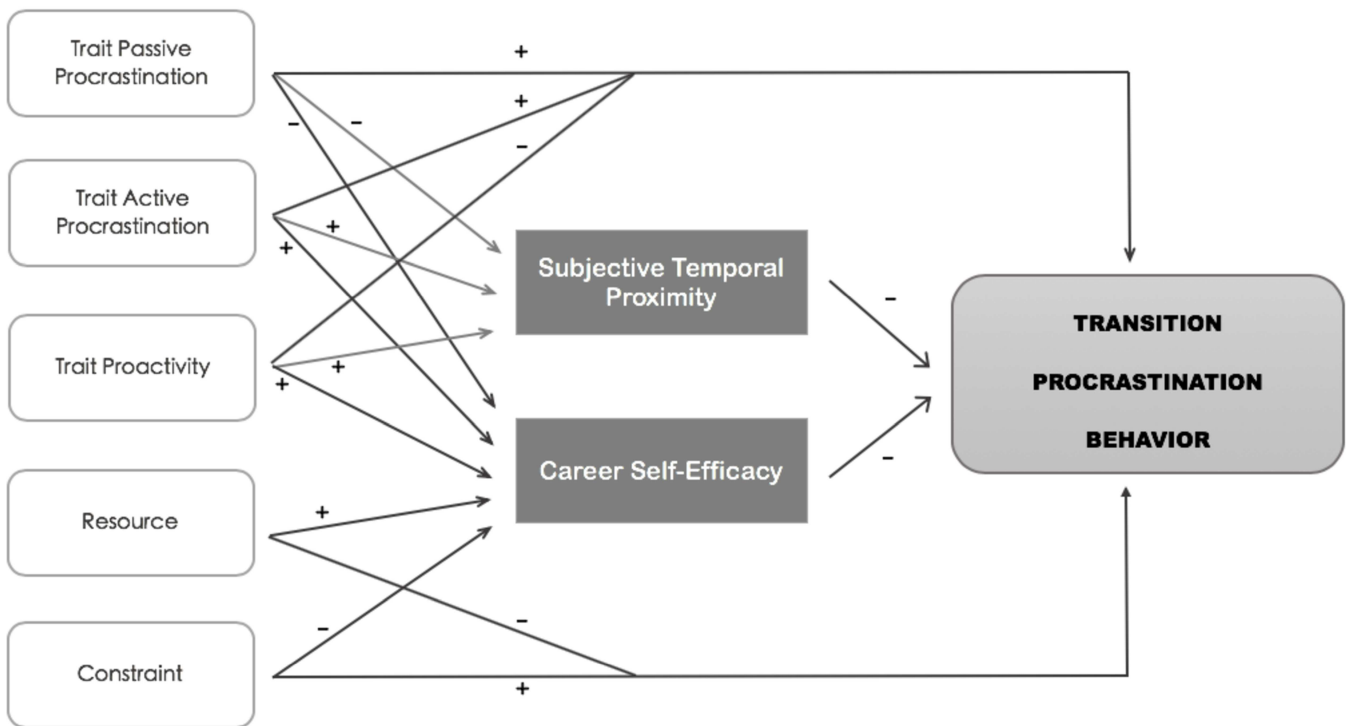 Trait Passive
Procrastination
Trait Active
Procrastination
Trait Proactivity
Resource
Constraint
+
+
–
–
–
+
+
+
+
+
–
–
+
Subjective Temporal
Proximity
Career Self-Efficacy
–
–
TRANSITION
PROCRASTINATION
BEHAVIOR